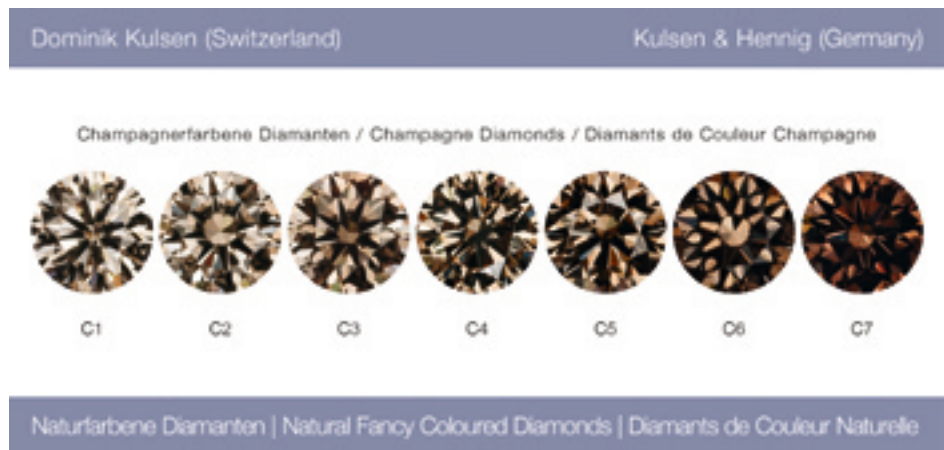 Dominik Kulsen (Switzerland)
Kulsen & Hennig (Germany)
Champagnerfarbene Diamanten / Champagne Diamonds / Diamants de Couleur Champagne
C1 C2 C3 C4 C5 C6 C7
Naturfarbene Diamanten | Natural Fancy Coloured Diamonds | Diamants de Couleur Naturelle